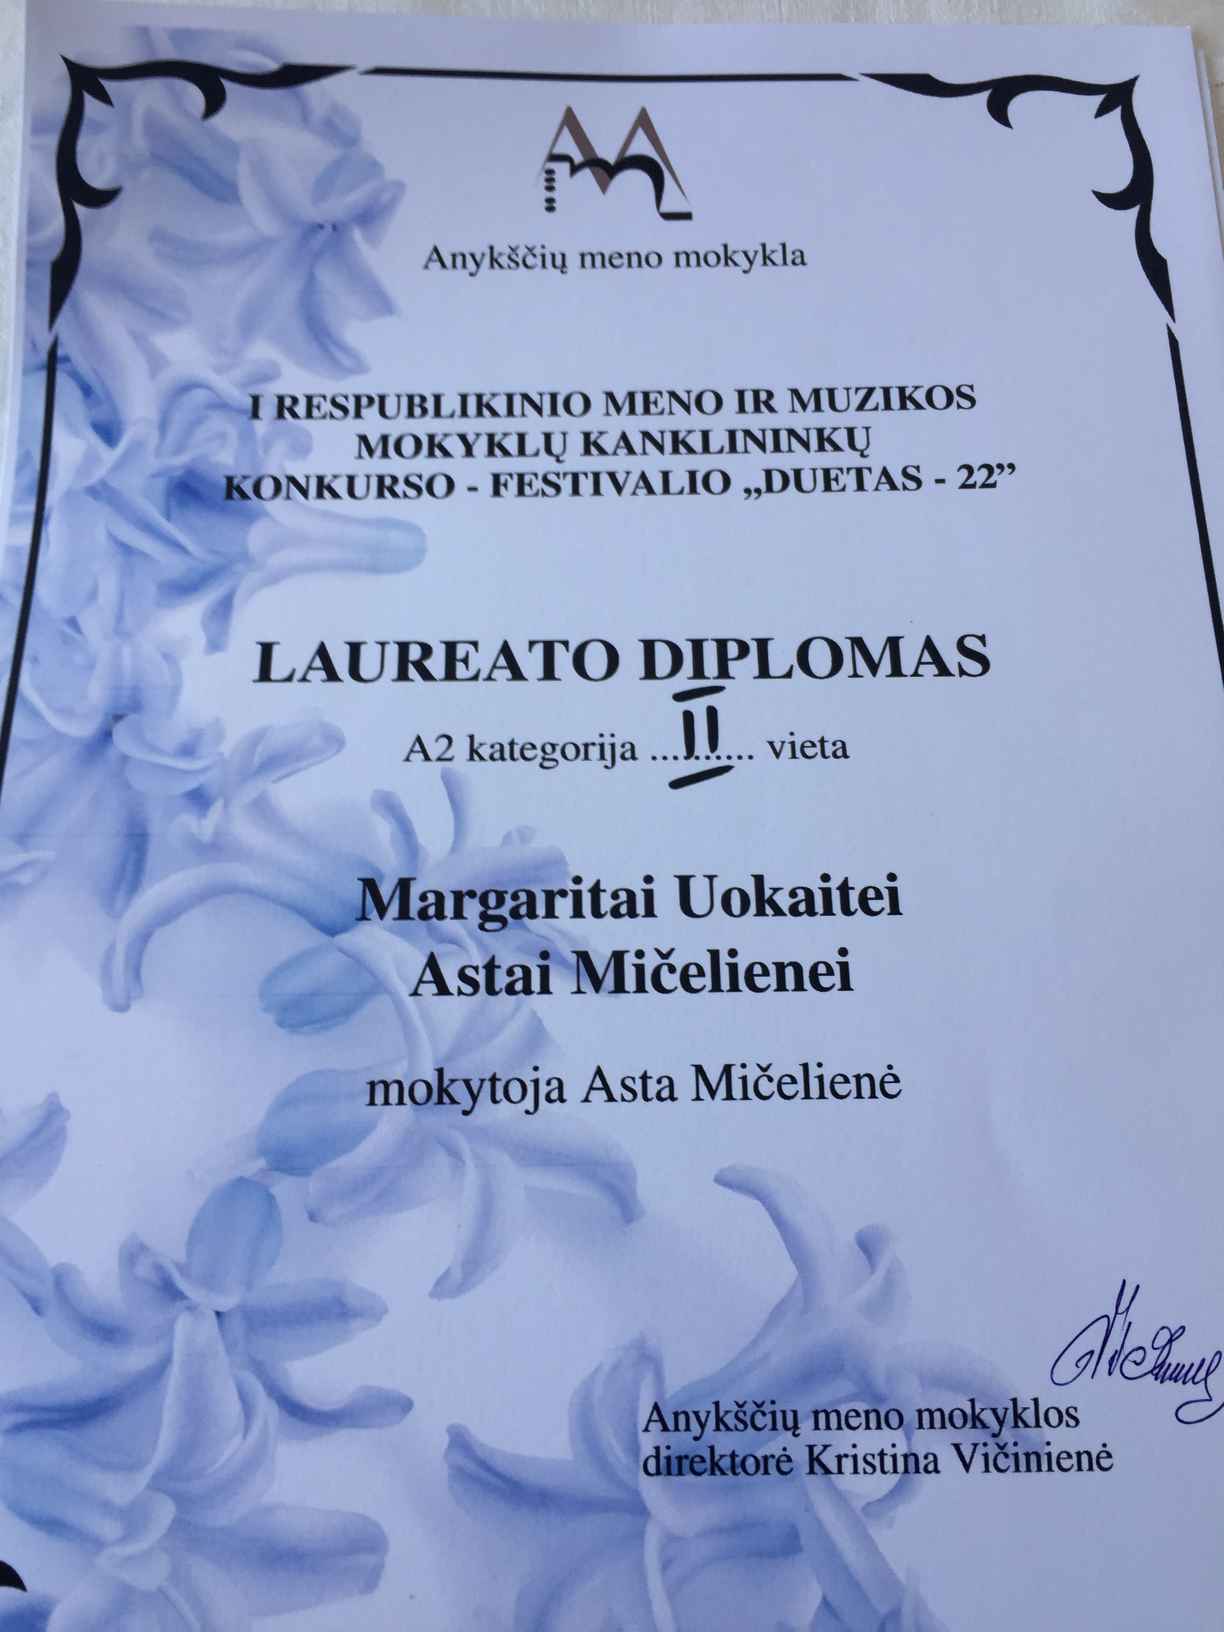 Anykščių meno mokykla
I RESPUBLIKINIO MENO IR MUZIKOS
MOKYKLŲ KANKLININKŲ
KONKURSO - FESTIVALIO „DUETAS - 22”
LAUREATO DIPLOMAS
A2 kategorija ...II... vieta
Margaritai Uokaitei
Astai Mičelienei
mokytoja Asta Mičelienė
Anykščių meno mokyklos
direktorė Kristina Vičinienė